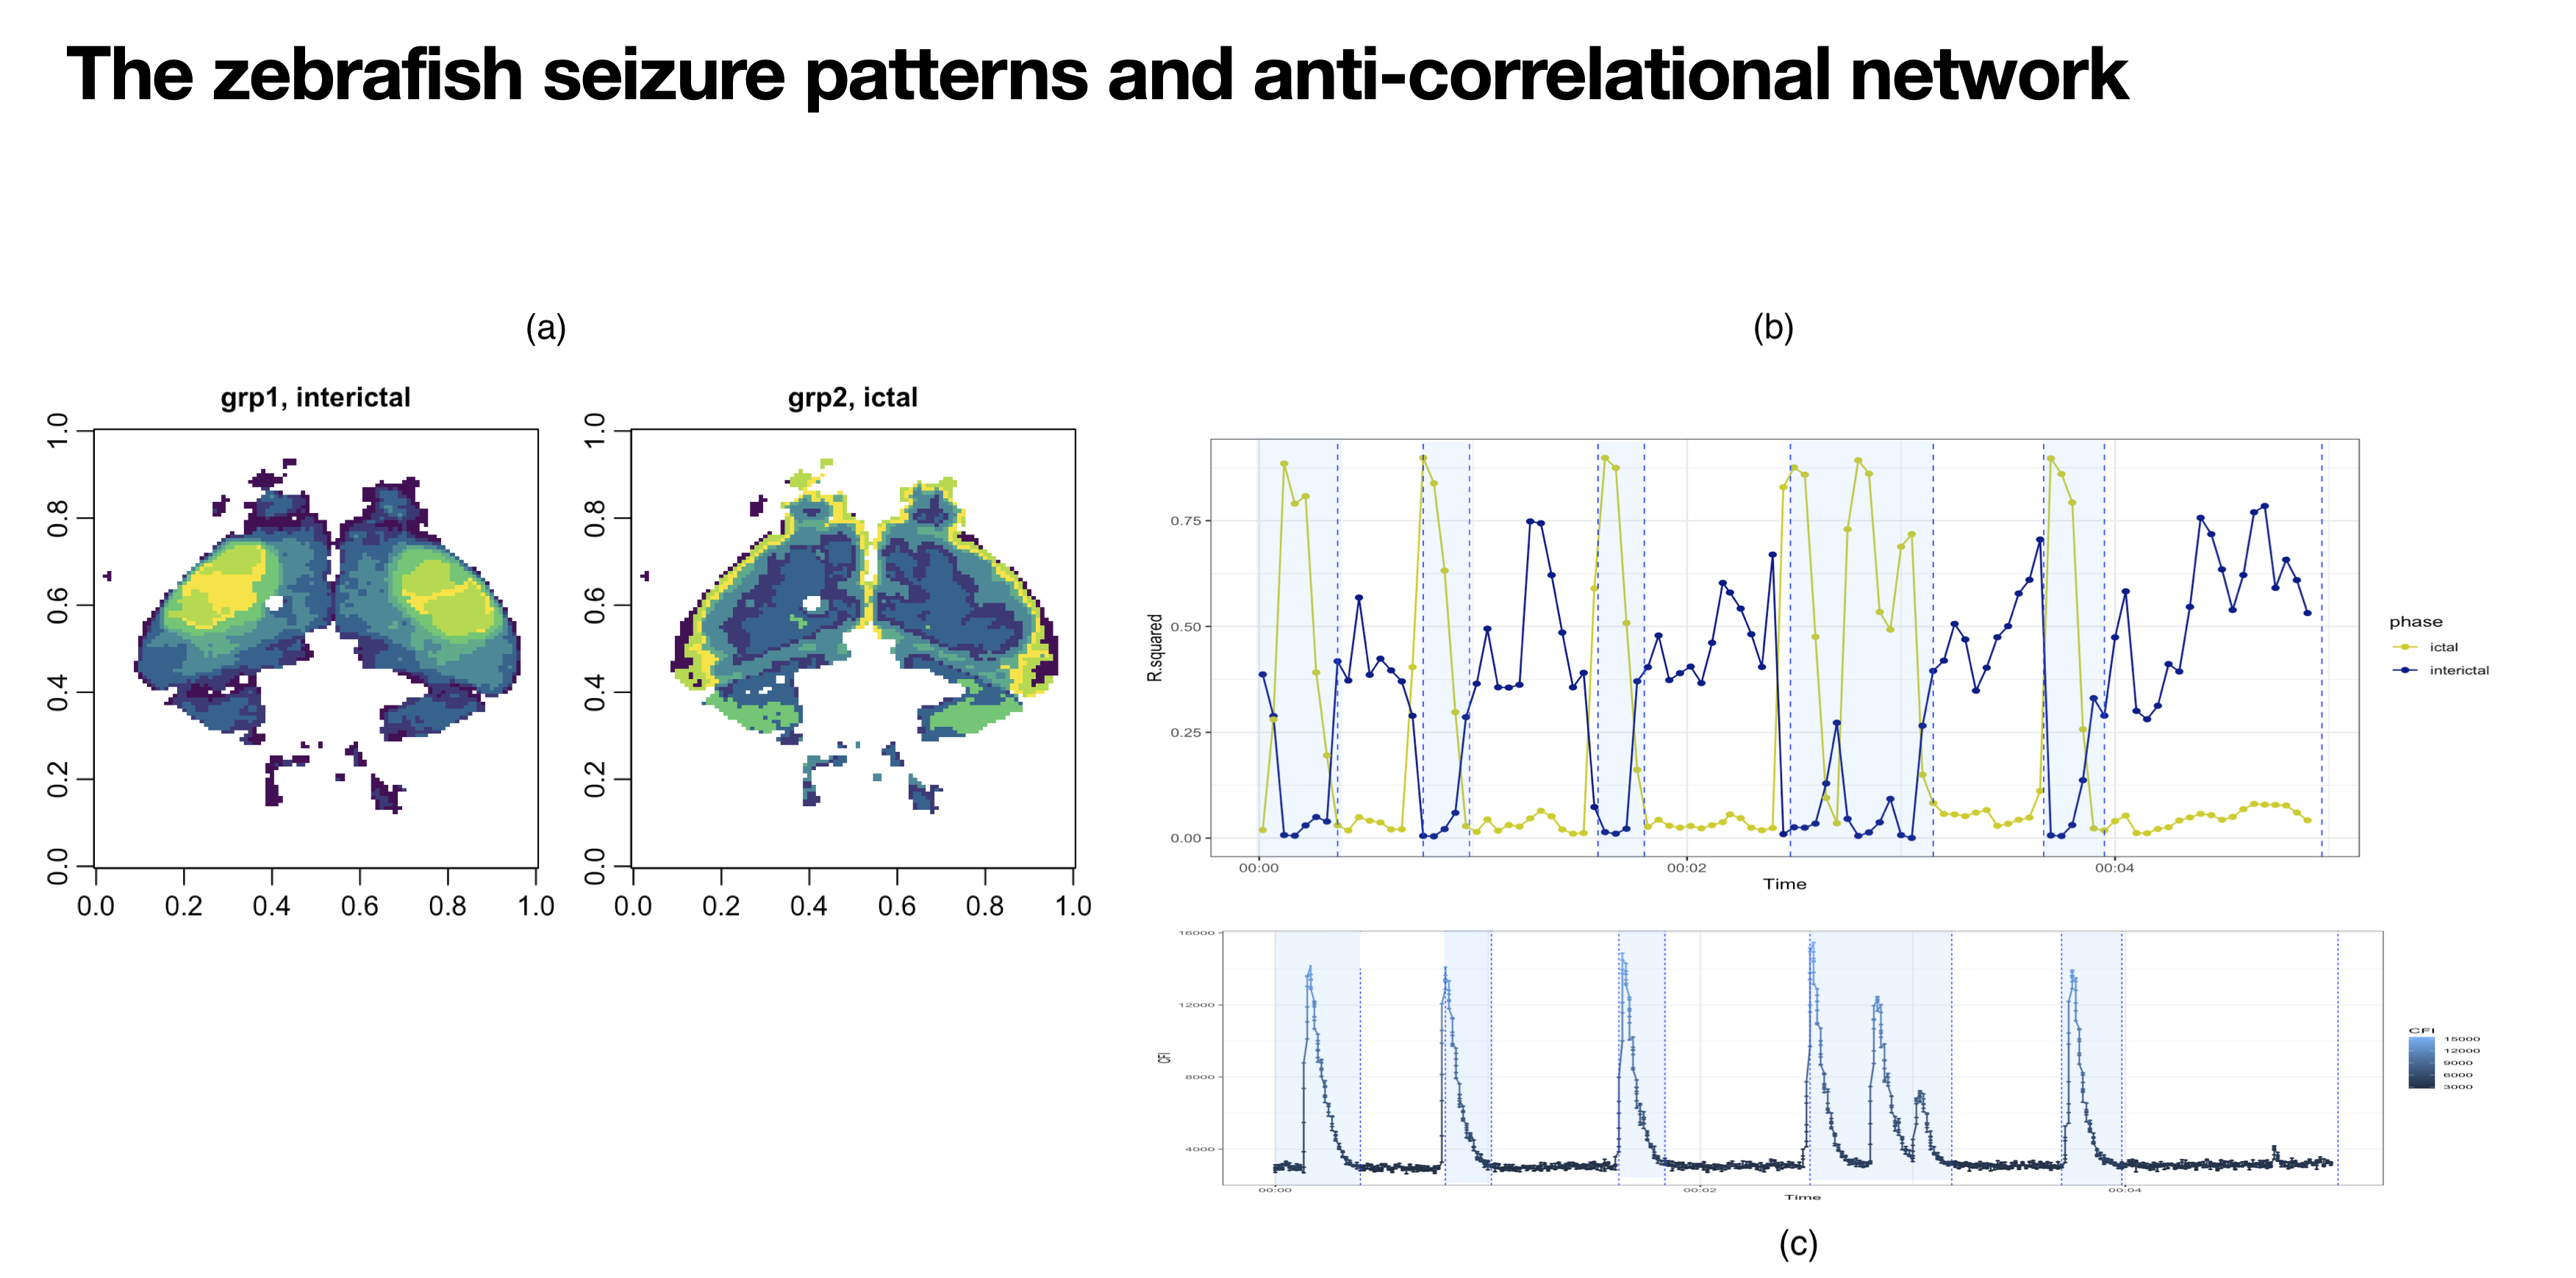 The zebrafish seizure patterns and anti-correlational network
(a)
(b)
grp1, interictal
grp2, ictal
1.0
0.8
0.6
0.4
0.2
0.0
0.0 0.2 0.4 0.6 0.8 1.0
1.0
0.8
0.6
0.4
0.2
0.0
0.0 0.2 0.4 0.6 0.8 1.0
R.squared
0.75
0.50
0.25
0.00
00:00 00:02 00:04
Time
phase
ictal
interictal
CFI
16000
12000
8000
4000
00:00 00:02 00:04
Time
CFI
15000
12000
9000
6000
3000
(c)